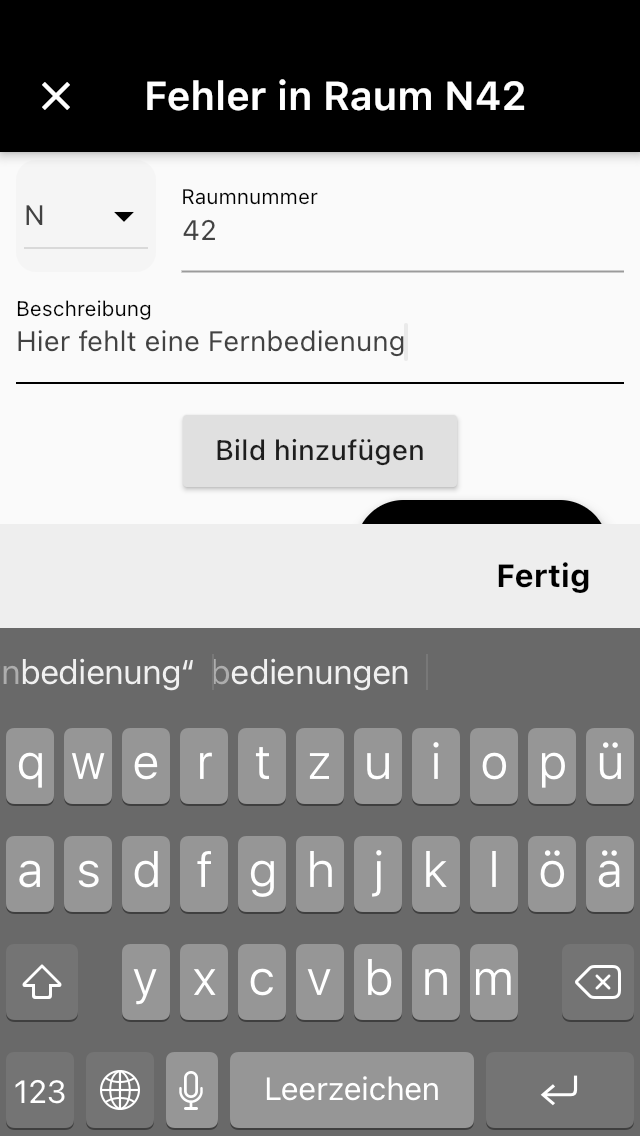 Fehler in Raum N42
Raumnummer
N
42
Beschreibung
Hier fehlt eine Fernbedienung
Bild hinzufügen
Fertig
nbedienung“ bedienungen
q w e r t z u i o p ü
a s d f g h j k l ö ä
y x c v b n m
123 Leerzeichen